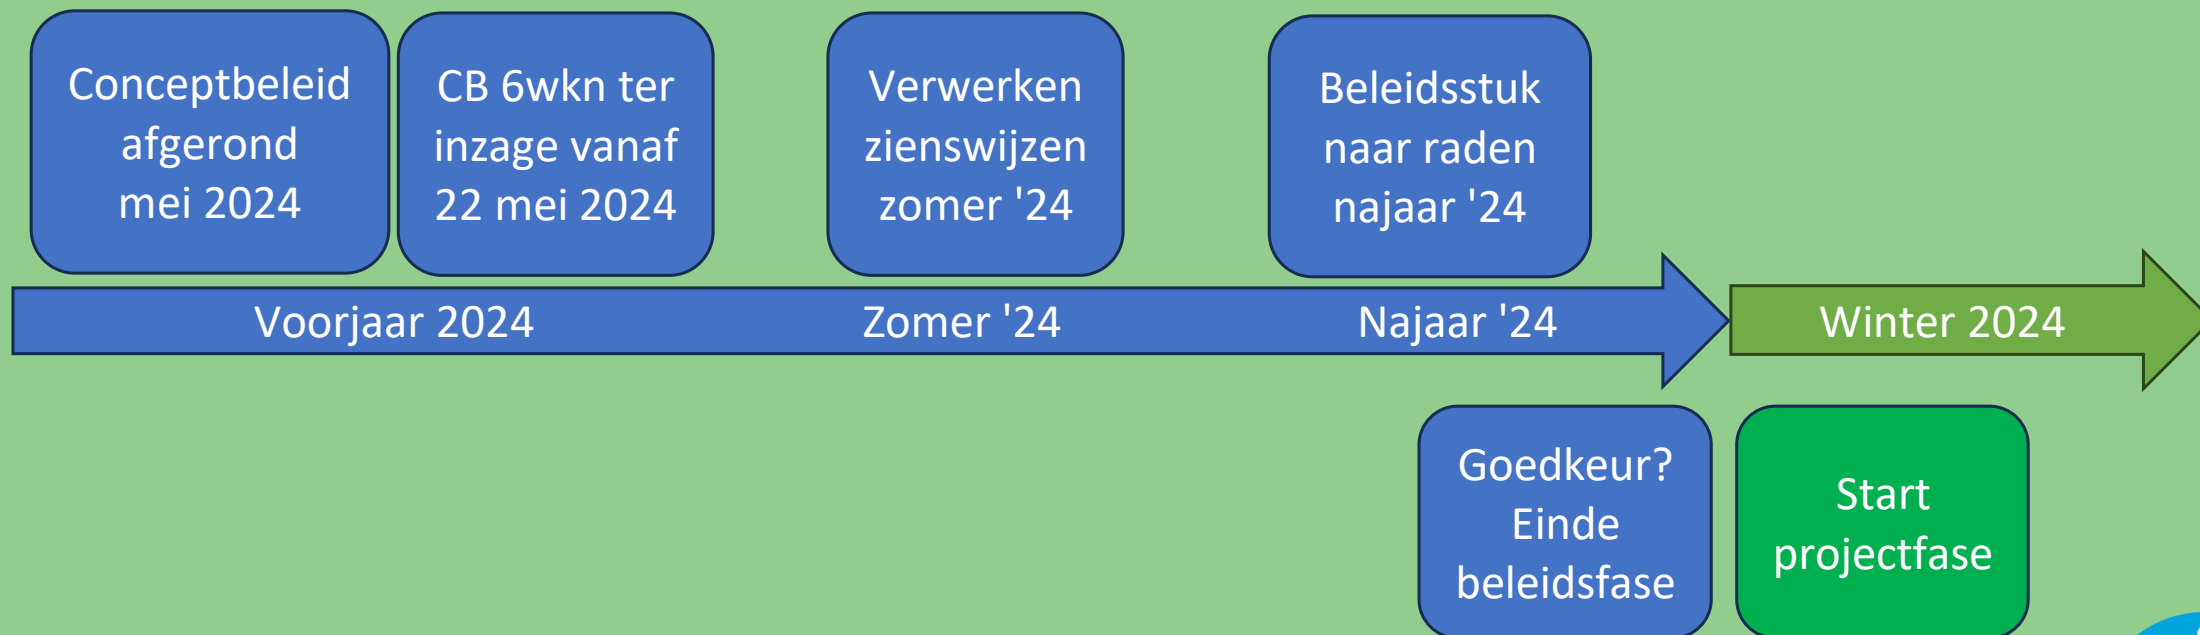 Conceptbeleid
afgerond
mei 2024
CB 6wkn ter
inzage vanaf
22 mei 2024
Verwerken
zienswijzen
zomer '24
Beleidsstuk
naar raden
najaar '24
Voorjaar 2024
Zomer '24
Najaar '24
Winter 2024
Goedkeur?
Einde
beleidsfase
Start
projectfase